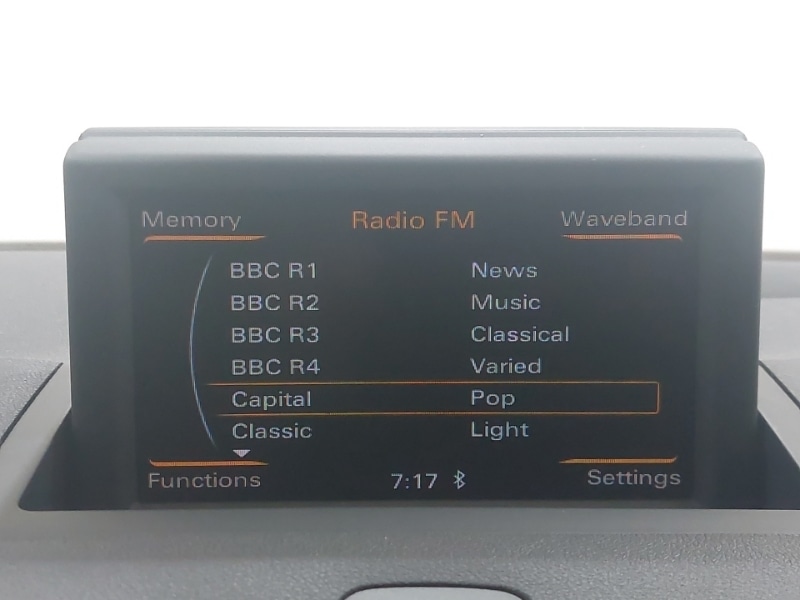 Memory Radio FM Waveband
BBC R1 News
BBC R2 Music
BBC R3 Classical
BBC R4 Varied
Capital Pop
Classic Light
Functions 7:17 Settings